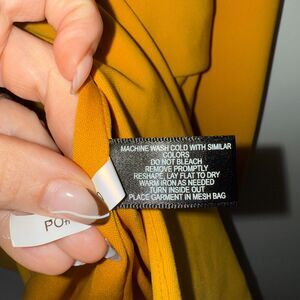 MACHINE WASH COLD WITH SIMILAR
COLORS
DO NOT BLEACH
REMOVE PROMPTLY
RESHAPE, LAY FLAT TO DRY
WARM IRON AS NEEDED
TURN INSIDE OUT
PLACE GARMENT IN MESH BAG